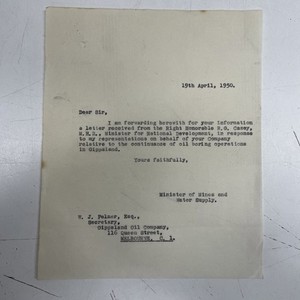 19th April, 1950.
Dear Sir,
I am forwarding herewith for your information
a letter received from the Right Honorable R.G. Casey,
M.H.R., Minister for National Development, in response
to my representations on behalf of your Company
relative to the continuance of oil boring operations
in Gippsland.
Yours faithfully,
Minister of Mines and
Water Supply.
Esq.,
Secretary,
Gippsland Oil Company,
Queen Street,
MELBOURNE, C. 1.